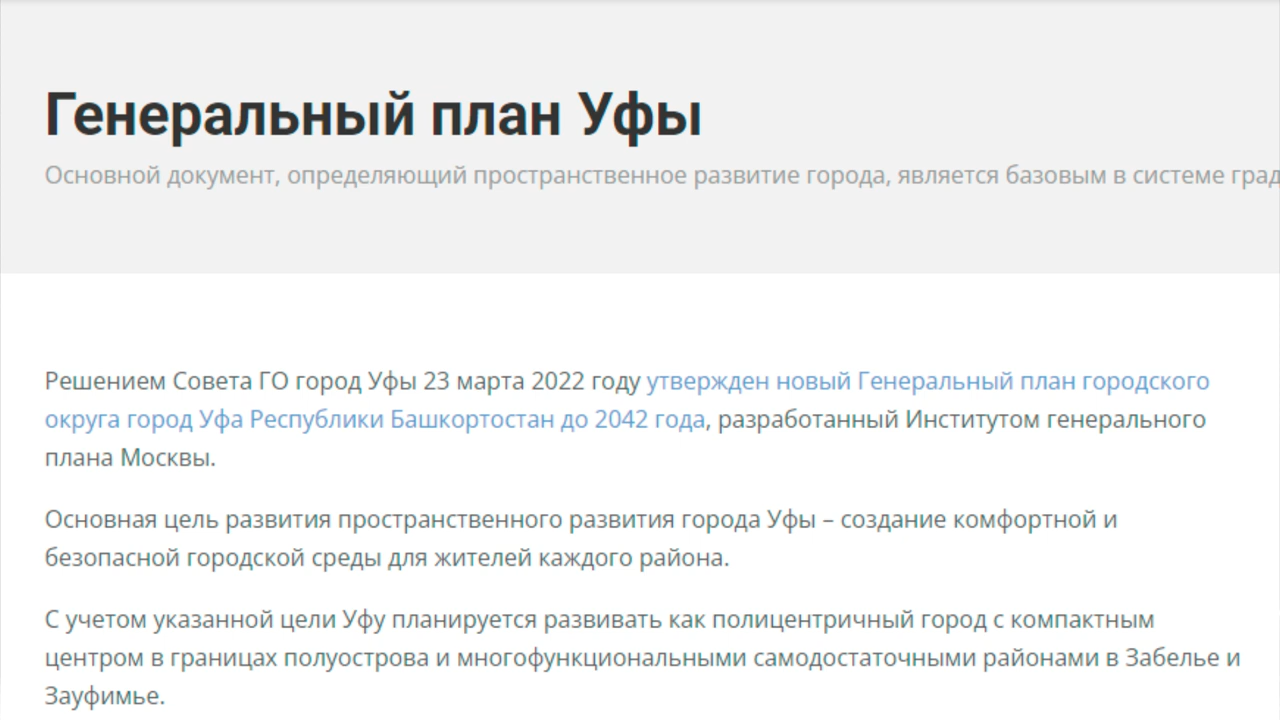 Генеральный план Уфы
Основной документ, определяющий пространственное развитие города, является базовым в системе
Решением Совета ГО город Уфы 23 марта 2022 году утвержден новый Генеральный план городского
округа город Уфа Республики Башкортостан до 2042 года, разработанный Институтом генерального
плана Москвы.
Основная цель развития пространственного развития города Уфы – создание комфортной и
безопасной городской среды для жителей каждого района.
С учетом указанной цели Уфу планируется развивать как полицентричный город с компактным
центром в границах полуострова и многофункциональными самодостаточными районами в Забелье и
Зауфимье.